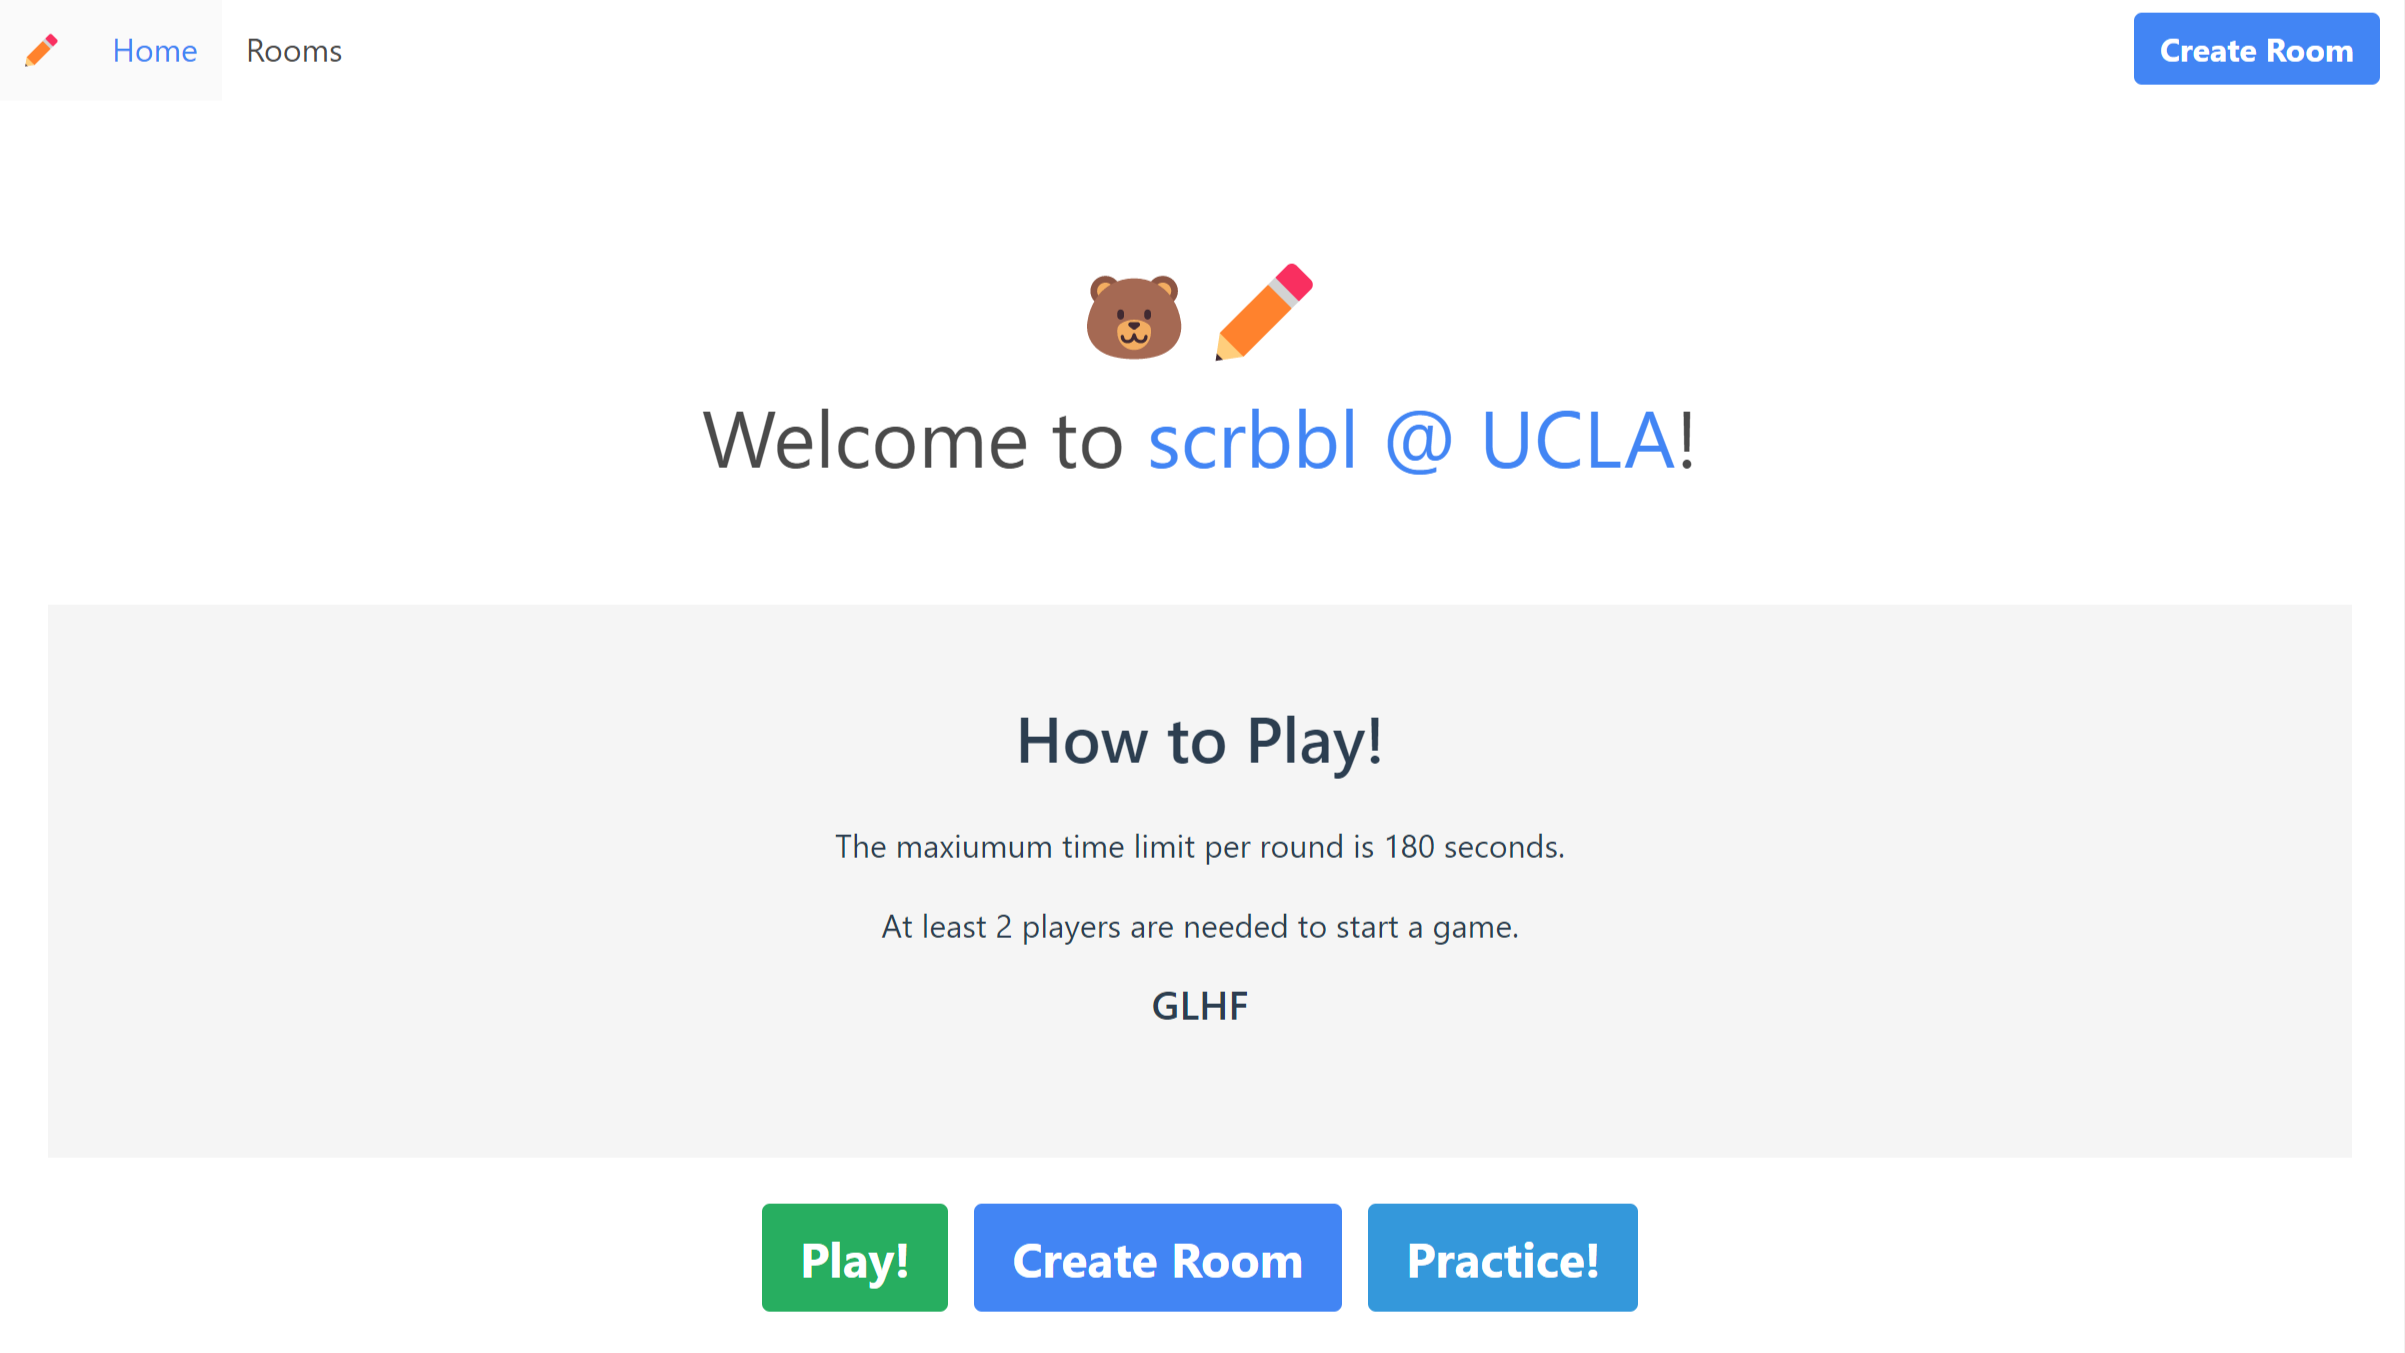 Home Rooms Create Room
Welcome to scrbbl @ UCLA!
How to Play!
The maxiumum time limit per round is 180 seconds.
At least 2 players are needed to start a game.
GLHF
Play! Create Room Practice!